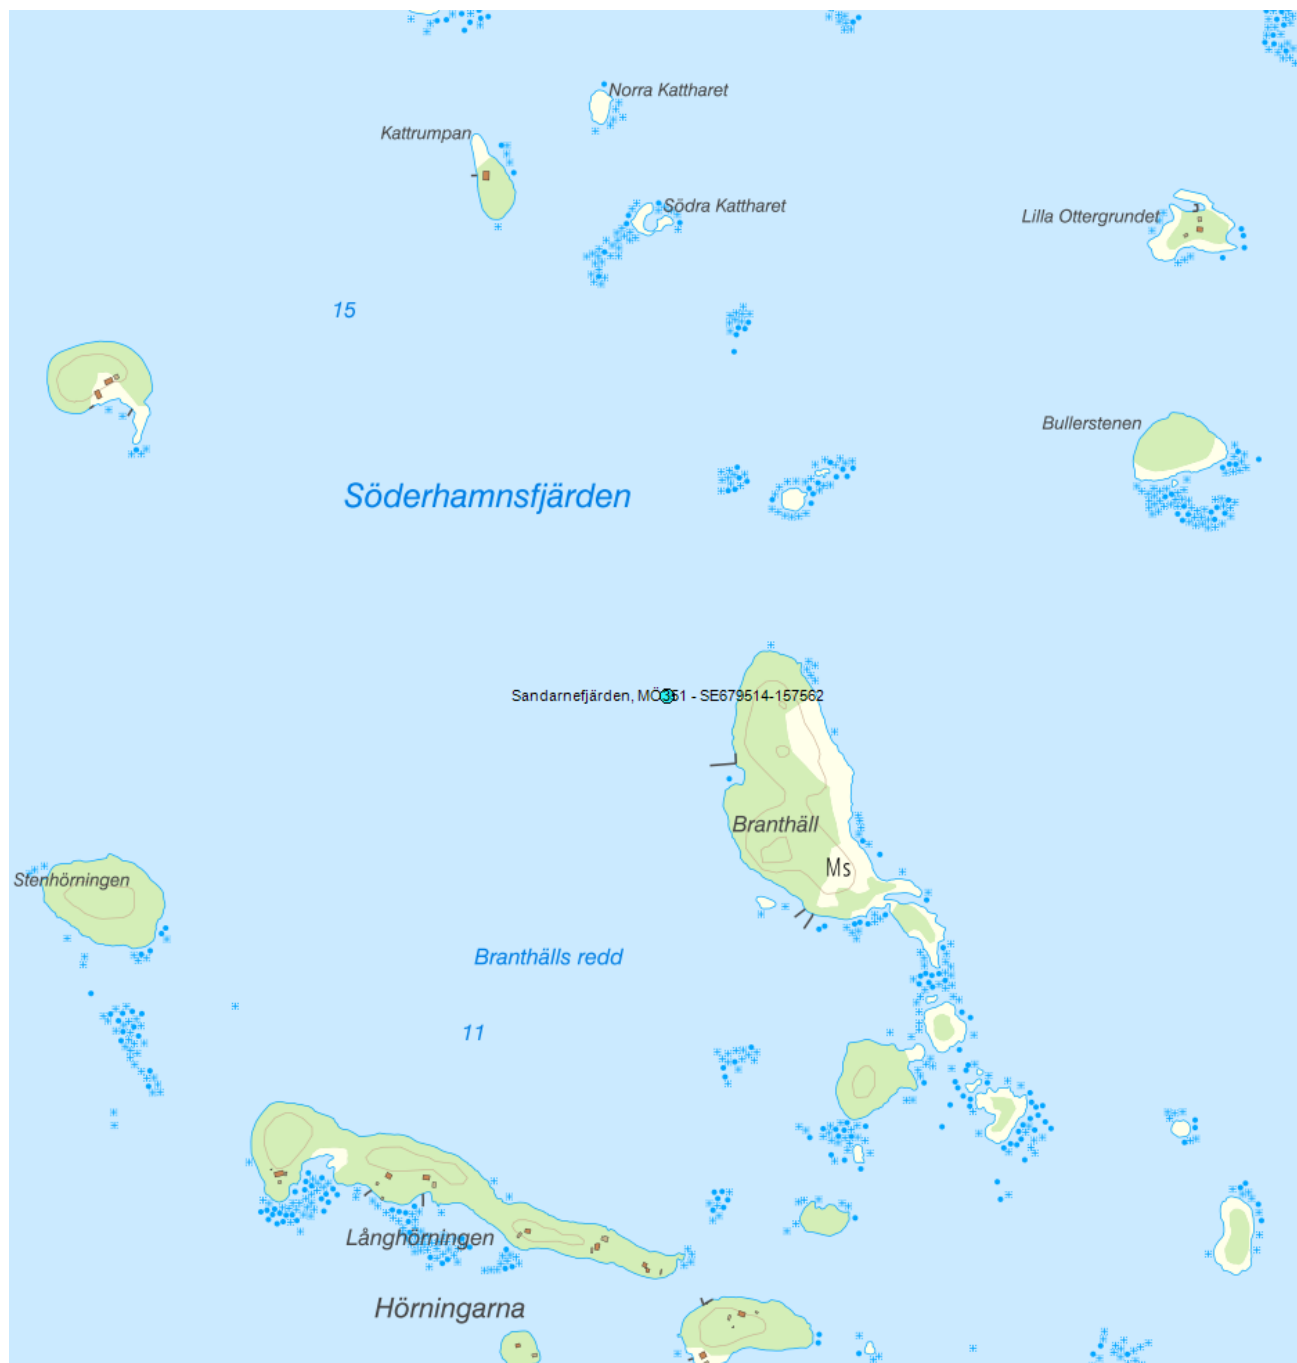 Norra Kattharet
Kattrumpan
Södra Kattharet
Lilla Ottergrundet
15
Bullerstenen
Söderhamnsfjärden
Sandarnefjärden, MÖ351 - SE679514-157562
Branthäll
Ms
Stenhörningen
Branthälls redd
11
Långhörningen
Hörningarna